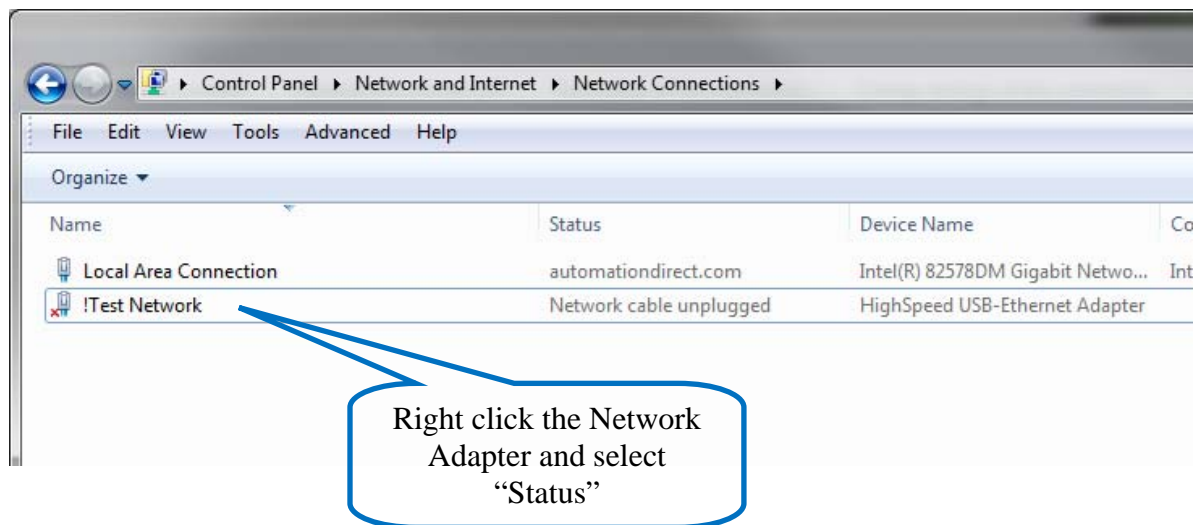 Control Panel Network and Internet Network Connections
File Edit View Tools Advanced Help
Organize
Name Status Device Name Co
Local Area Connection automationdirect.com Intel(R) 82578DM Gigabit Netwo... Int
!Test Network Network cable unplugged HighSpeed USB-Ethernet Adapter
Right click the Network
Adapter and select
“Status”